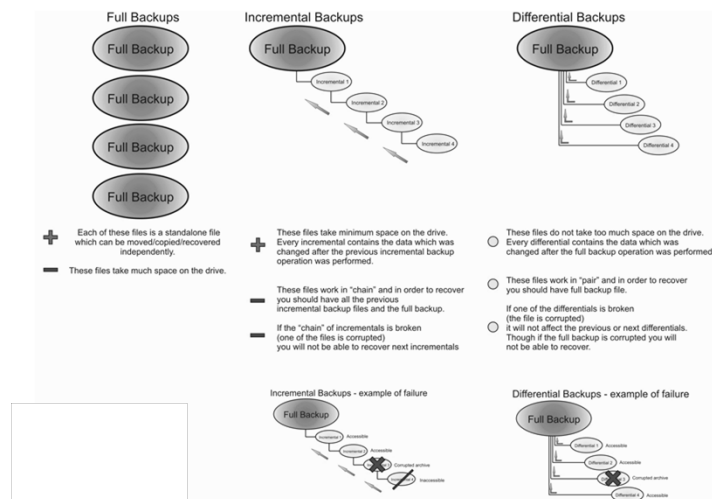 Full Backups
Full Backup
Full Backup
Full Backup
Full Backup
Each of these files is a standalone file
which can be moved/copied/recovered
independently.
These files take much space on the drive.
Incremental Backups
Full Backup
Incremental 1
Incremental 2
Incremental 3
Incremental 4
These files take minimum space on the drive.
Every incremental contains the data which was
changed after the previous incremental backup
operation was performed.
These files work in "chain" and in order to recover
you should have all the previous
incremental backup files and the full backup.
If the "chain" of incrementals is broken
(one of the files is corrupted)
you will not be able to recover next incrementals
Differential Backups
Full Backup
Differential 1
Differential 2
Differential 3
Differential 4
These files do not take too much space on the drive.
Every differential contains the data which was
changed after the full backup operation was performed
These files work in "pair" and in order to recover
you should have full backup file.
If one of the differentials is broken
(the file is corrupted)
it will not affect the previous or next differentials.
Though if the full backup is corrupted you will
not be able to recover.
Incremental Backups - example of failure
Full Backup
Incremental 1 Accessible
Incremental 2 Accessible
Corrupted archive
Inaccessible
Differential Backups - example of failure
Full Backup
Differential 1 Accessible
Differential 2 Accessible
Corrupted archive
Differential 4 Accessible